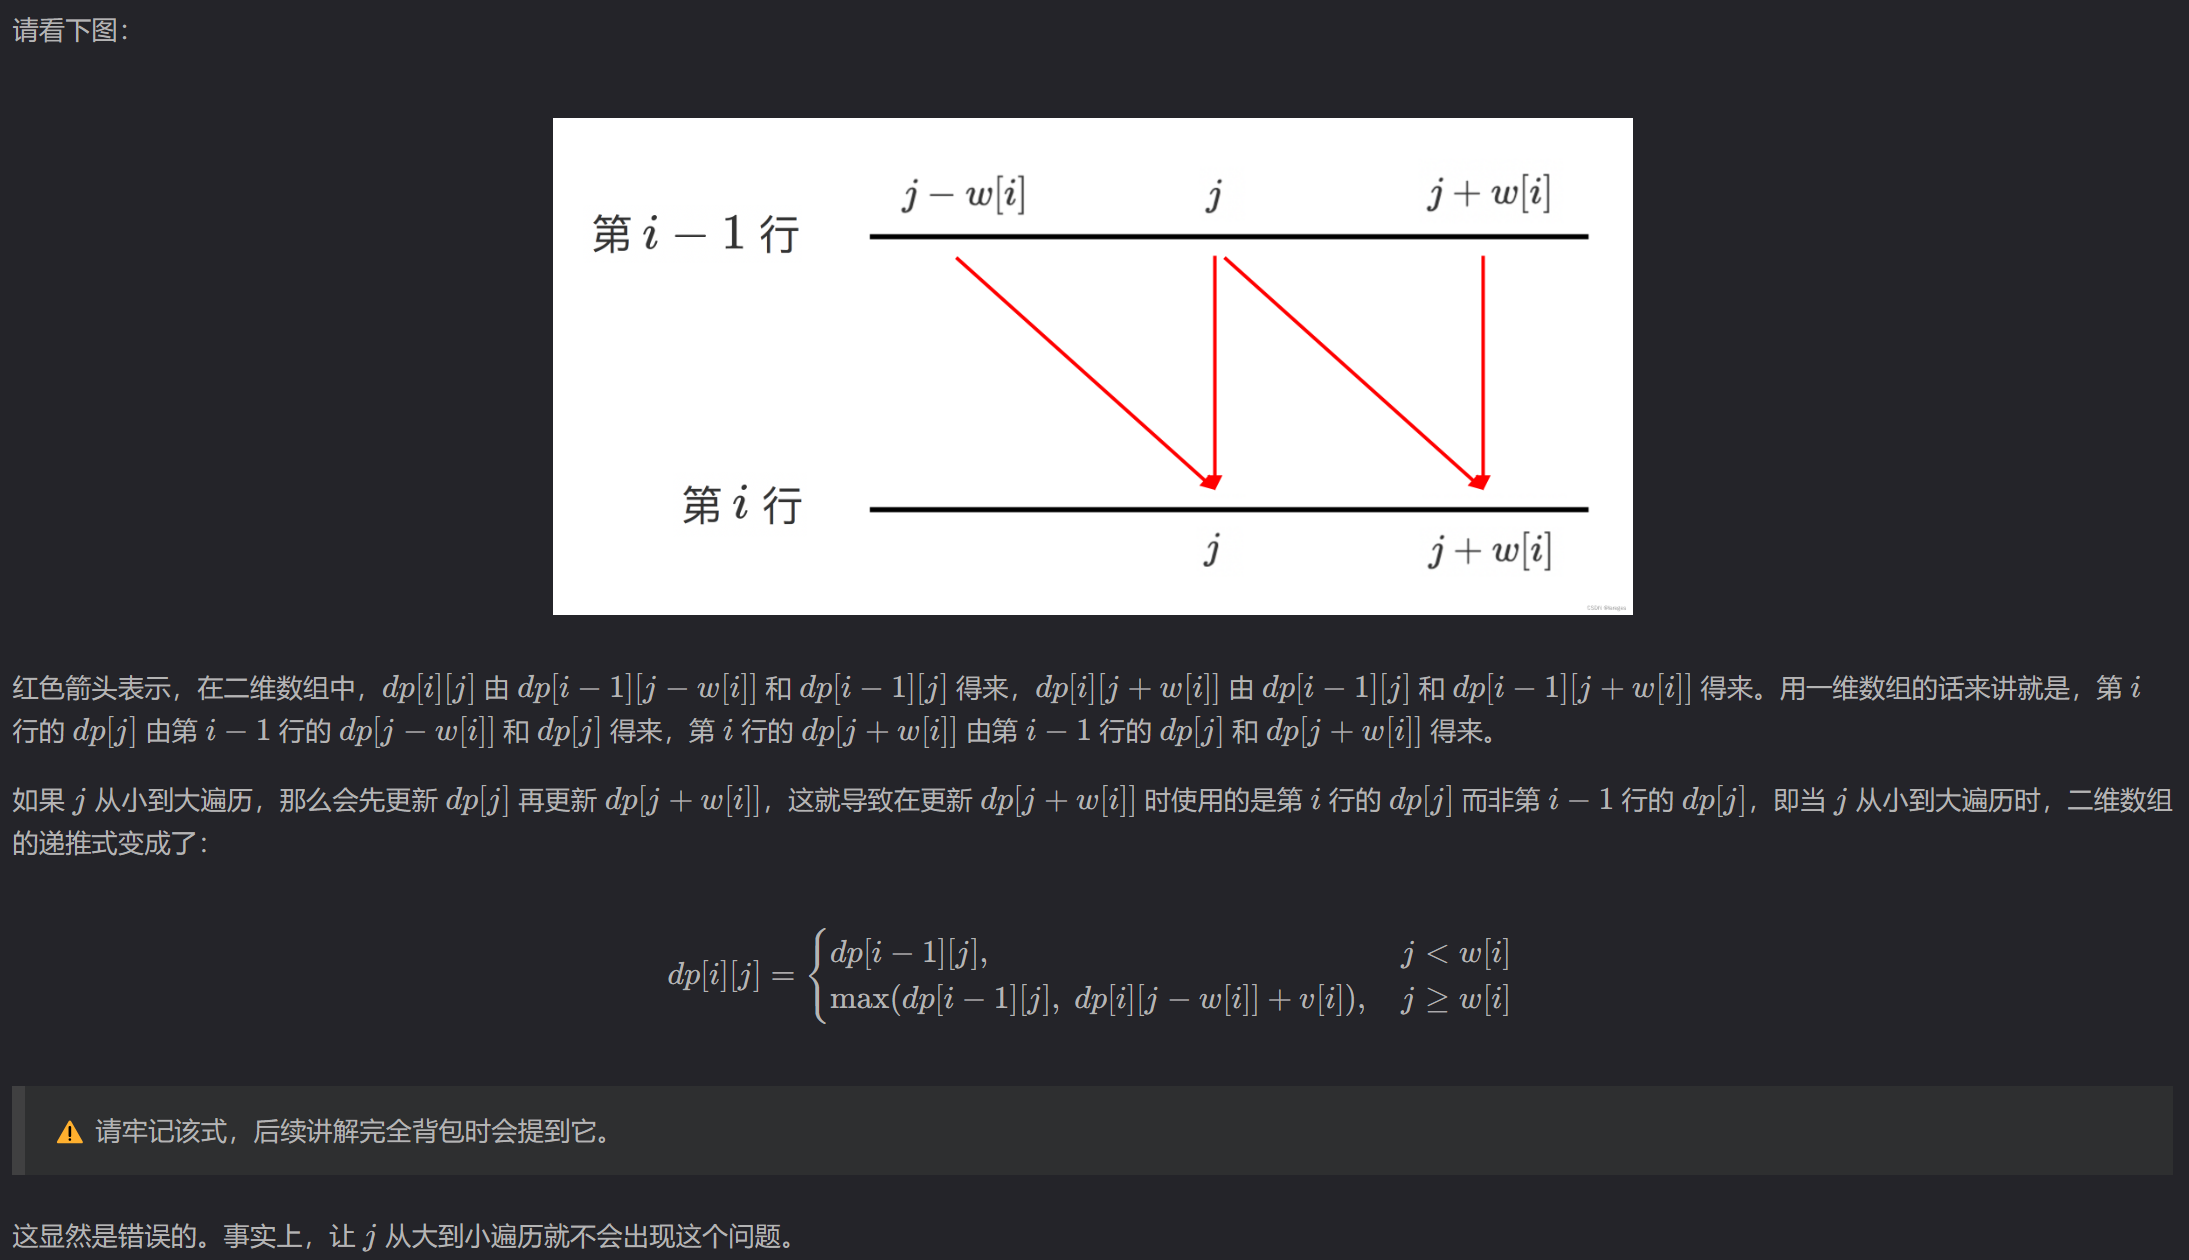 请看下图：
j − w[i] j j + w[i]
第 i − 1 行
第 i 行
j j + w[i]
红色箭头表示，在二维数组中，dp[i][j] 由 dp[i − 1][j − w[i]] 和 dp[i − 1][j] 得来，dp[i][j + w[i]] 由 dp[i − 1][j] 和 dp[i − 1][j + w[i]] 得来。用一维数组的话来讲就是，第 i
行的 dp[j] 由第 i − 1 行的 dp[j − w[i]] 和 dp[j] 得来，第 i 行的 dp[j + w[i]] 由第 i − 1 行的 dp[j] 和 dp[j + w[i]] 得来。
如果 j 从小到大遍历，那么会先更新 dp[j] 再更新 dp[j + w[i]]，这就导致在更新 dp[j + w[i]] 时使用的是第 i 行的 dp[j] 而非第 i − 1 行的 dp[j]，即当 j 从小到大遍历时，二维数组
的递推式变成了：
dp[i − 1][j], j < w[i]
dp[i][j] = {
max(dp[i − 1][j], dp[i][j − w[i]] + v[i]), j ≥ w[i]
⚠️ 请牢记该式，后续讲解完全背包时会提到它。
这显然是错误的。事实上，让 j 从大到小遍历就不会出现这个问题。